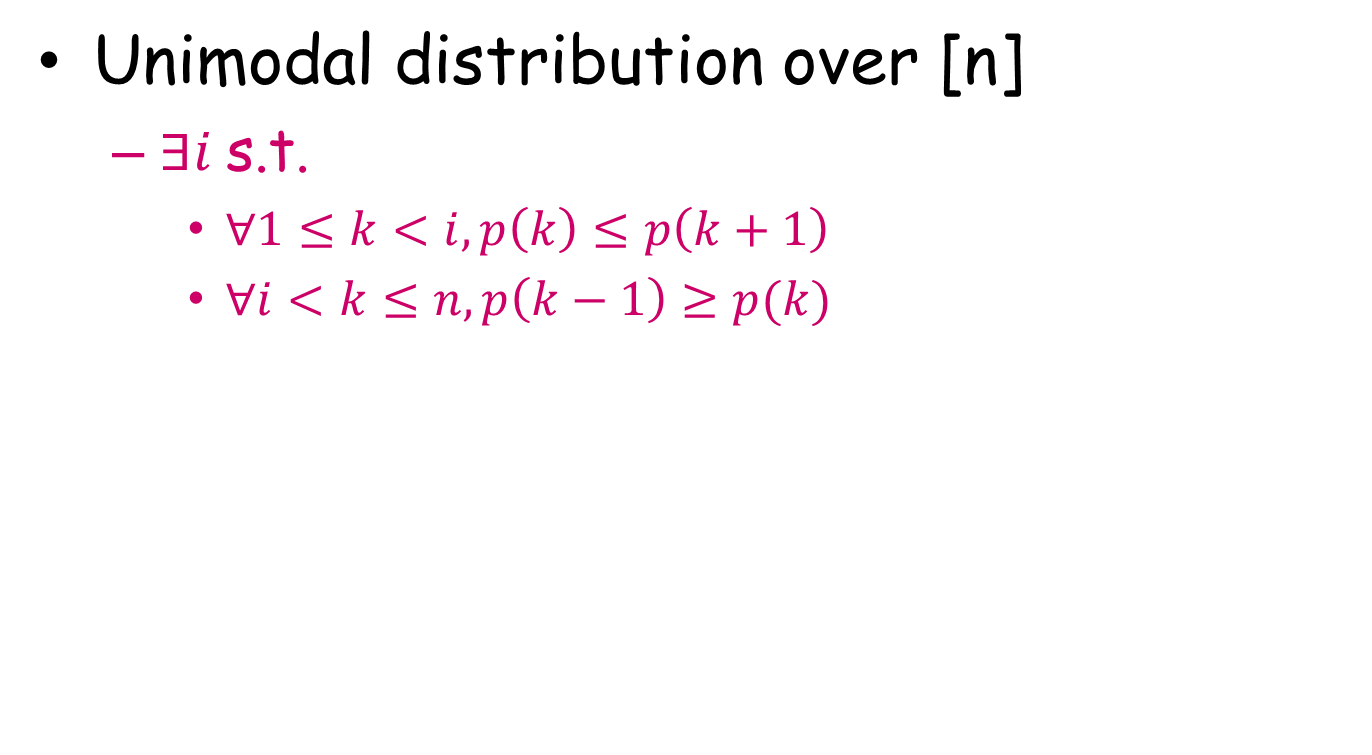 • Unimodal distribution over [n]
– ∃i s.t.
• ∀1 ≤ k < i, p(k) ≤ p(k + 1)
• ∀i < k ≤ n, p(k − 1) ≥ p(k)